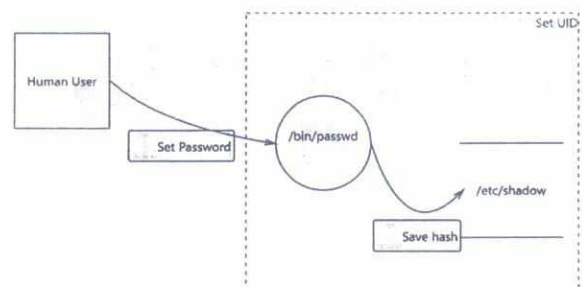 Set UID
Human User
/bin/passwd
Set Password
/etc/shadow
Save hash